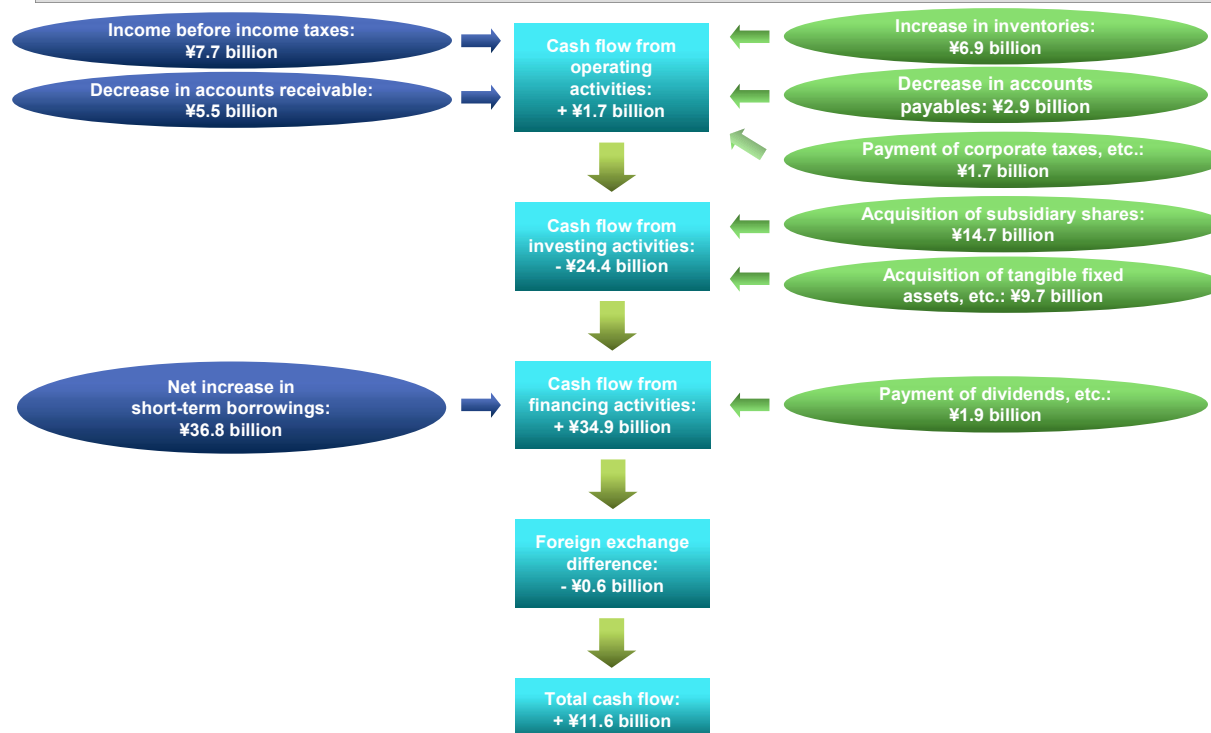 Income before income taxes:
¥7.7 billion
Decrease in accounts receivable:
¥5.5 billion
Cash flow from
operating
activities:
+ ¥1.7 billion
Increase in inventories:
¥6.9 billion
Decrease in accounts
payables: ¥2.9 billion
Payment of corporate taxes, etc.:
¥1.7 billion
Cash flow from
investing activities:
- ¥24.4 billion
Acquisition of subsidiary shares:
¥14.7 billion
Acquisition of tangible fixed
assets, etc.: ¥9.7 billion
Net increase in
short-term borrowings:
¥36.8 billion
Cash flow from
financing activities:
+ ¥34.9 billion
Payment of dividends, etc.:
¥1.9 billion
Foreign exchange
difference:
- ¥0.6 billion
Total cash flow:
+ ¥11.6 billion